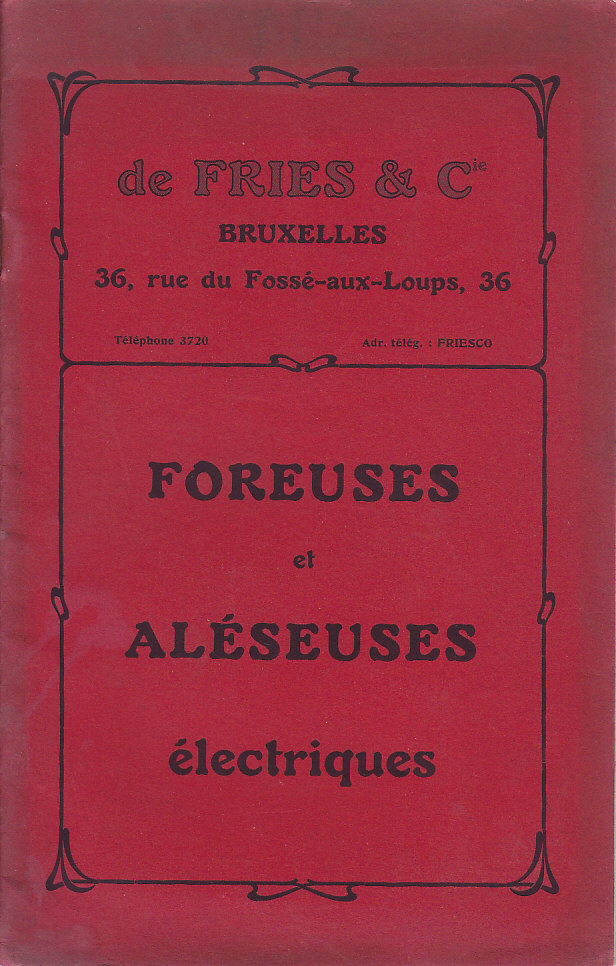 de FRIES & Cie
BRUXELLES
36, rue du Fossé-aux-Loups, 36
Téléphone 3720 Adr. télég. : FRIESCO
FOREUSES
et
ALÉSEUSES
électriques